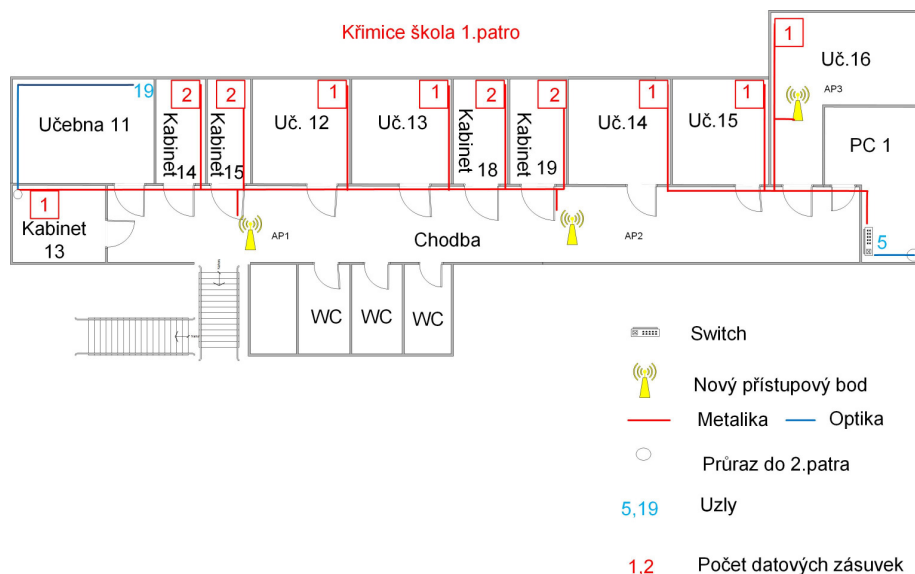 Křimice škola 1.patro
1
Uč.16
AP3
19
2
2
1
1
2
2
1
1
Učebna 11
Kabinet
14
Kabinet
15
Uč. 12
Uč.13
Kabinet
18
Kabinet
19
Uč.14
Uč.15
PC 1
1
Kabinet
13
AP1
Chodba
AP2
5
WC
WC
WC
Switch
Nový přístupový bod
Metalika
Optika
Průraz do 2.patra
5,19
Uzly
1,2
Počet datových zásuvek